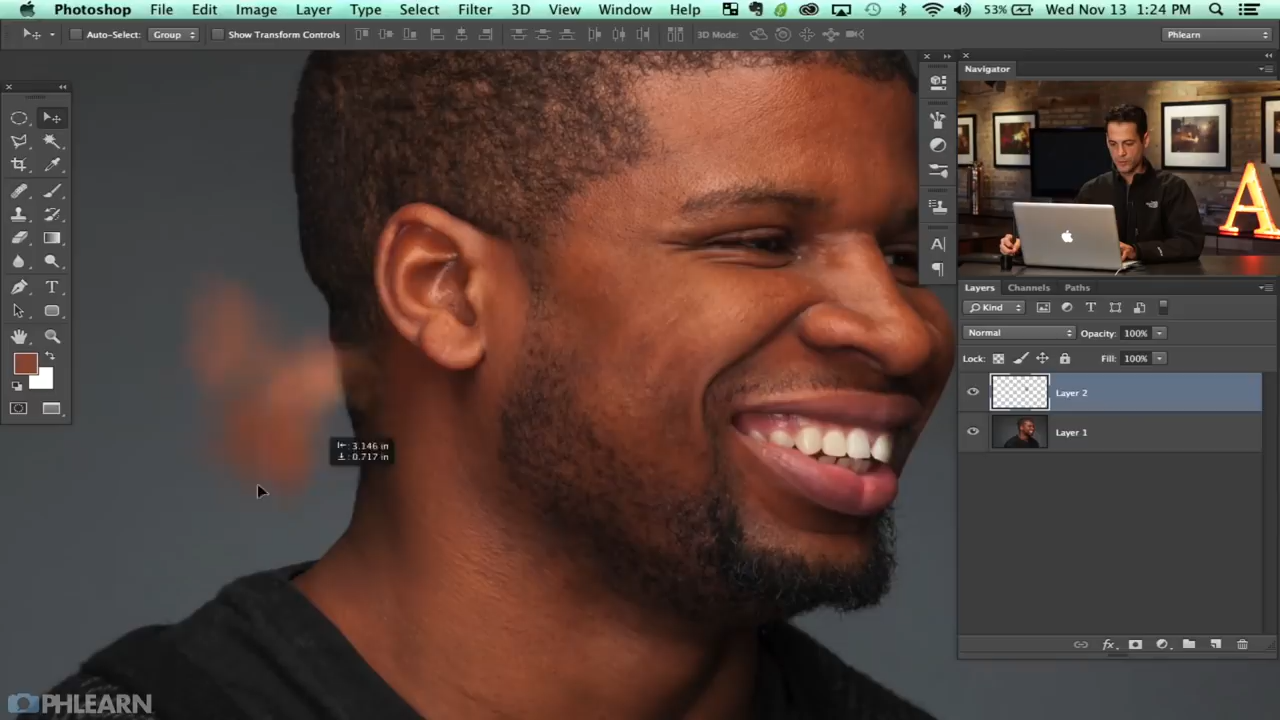 Photoshop File Edit Image Layer Type Select Filter 3D View Window Help 53% Wed Nov 13 1:24 PM
Auto-Select: Group Show Transform Controls 3D Mode: Phlearn
Navigator
A
Layers Channels Paths
Kind
Normal Opacity: 100%
Lock: Fill: 100%
Layer 2
Layer 1
3.146 in
0.717 in
PHLEARN